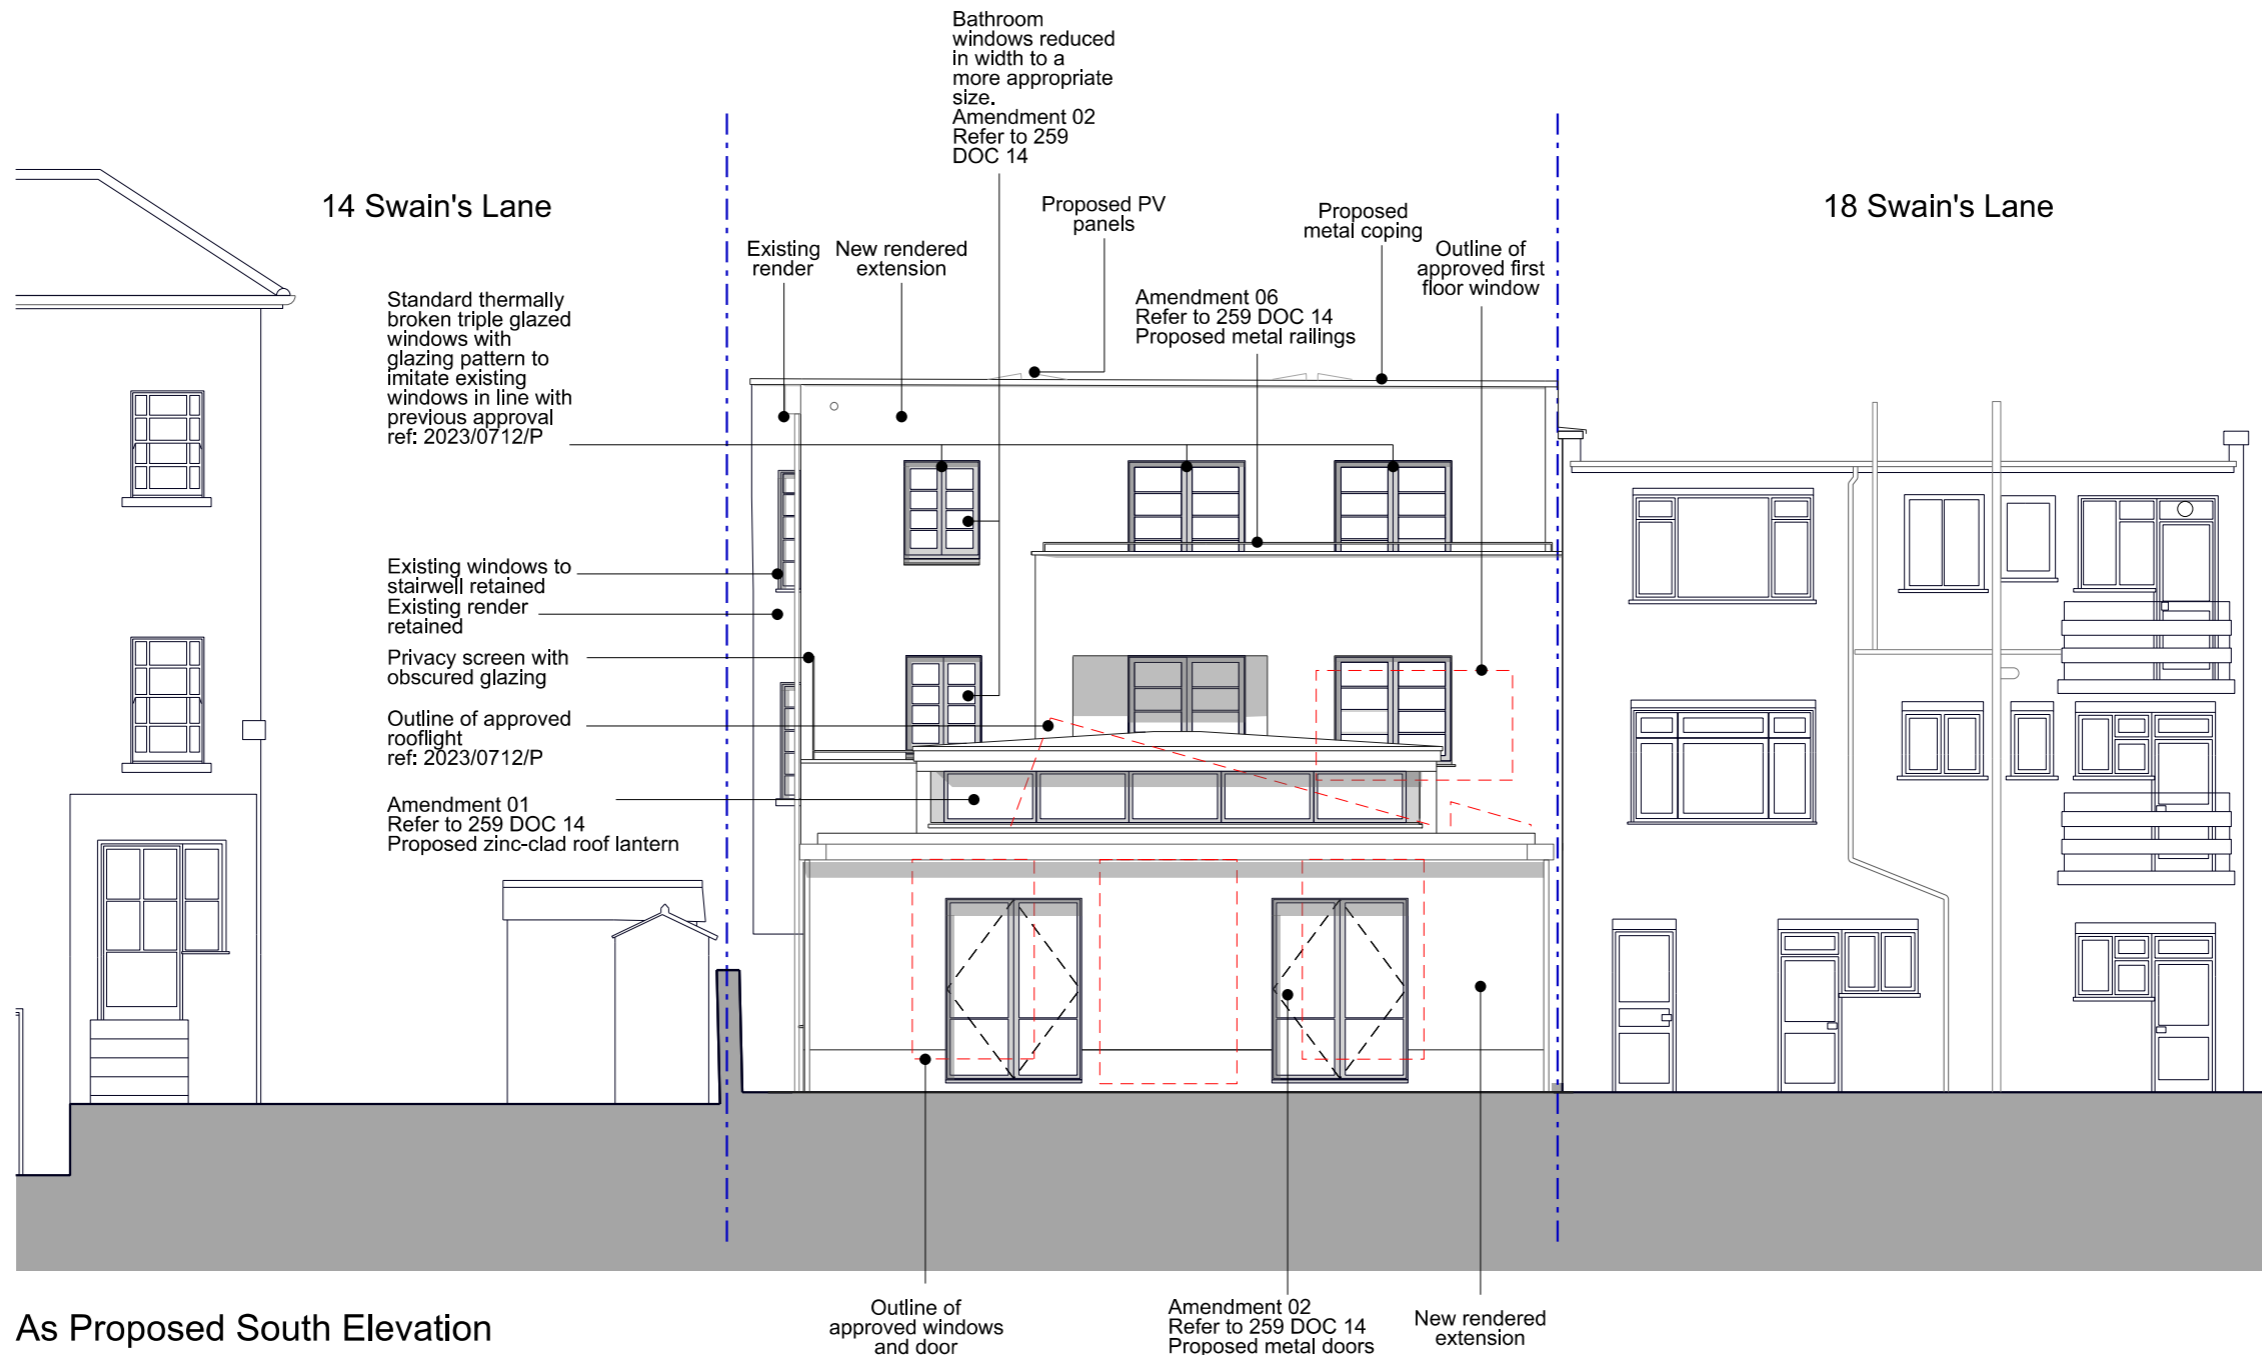 Bathroom
windows reduced
in width to a
more appropriate
size.
Amendment 02
Refer to 259
DOC 14
14 Swain's Lane
Proposed PV
panels
Proposed
metal coping
18 Swain's Lane
Existing
render
New rendered
extension
Outline of
approved first
floor window
Standard thermally
broken triple glazed
windows with
glazing pattern to
imitate existing
windows in line with
previous approval
ref: 2023/0712/P
Amendment 06
Refer to 259 DOC 14
Proposed metal railings
Existing windows to
stairwell retained
Existing render
retained
Privacy screen with
obscured glazing
Outline of approved
rooflight
ref: 2023/0712/P
Amendment 01
Refer to 259 DOC 14
Proposed zinc-clad roof lantern
As Proposed South Elevation
Outline of
approved windows
and door
Amendment 02
Refer to 259 DOC 14
Proposed metal doors
New rendered
extension